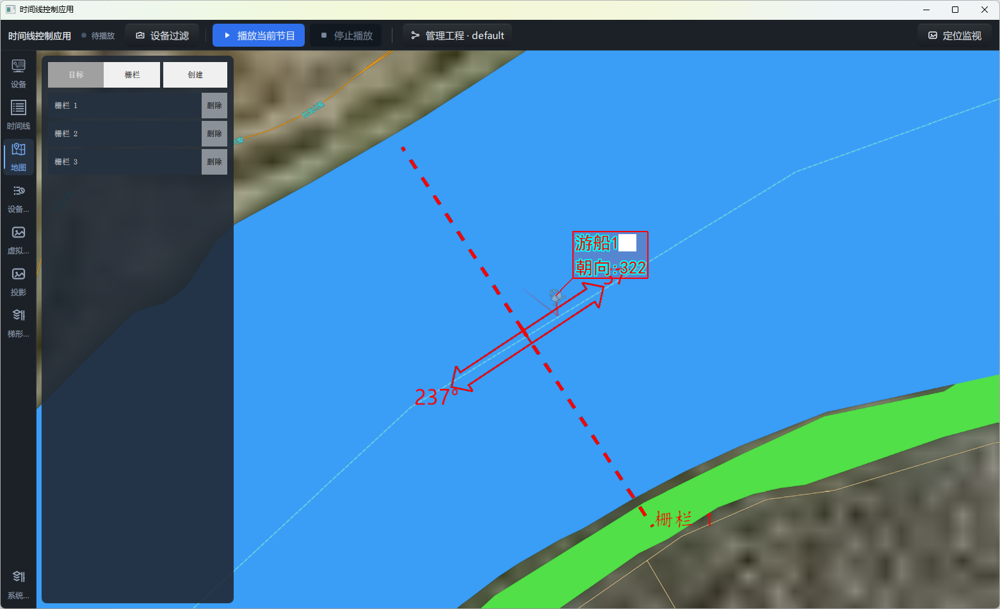 时间线控制应用
时间线控制应用 待播放 设备过滤 播放当前节目 停止播放 管理工程 · default 定位监视
设备
时间线
地图
设备...
虚拟...
投影
梯形...
系统...
目标 栅栏 创建
栅栏 1 删除
栅栏 2 删除
栅栏 3 删除
游船1
朝向:322
57
237°
栅栏 1